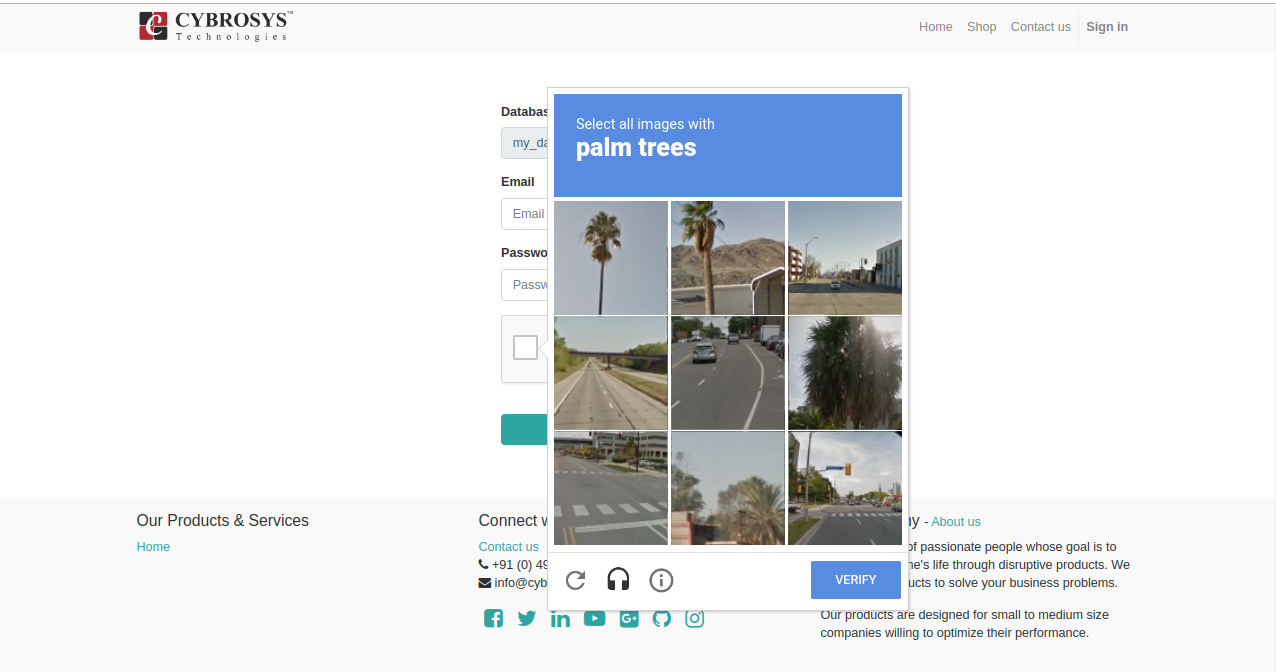 CYBROSYS™
Technologies
Home Shop Contact us Sign in
Databas
my_da
Email
Email
Passwo
Passw
Select all images with
palm trees
VERIFY
Our Products & Services
Home
Connect w
Contact us
+91 (0) 49
info@cyb
ny - About us
of passionate people whose goal is to
ne's life through disruptive products. We
ucts to solve your business problems.
Our products are designed for small to medium size
companies willing to optimize their performance.